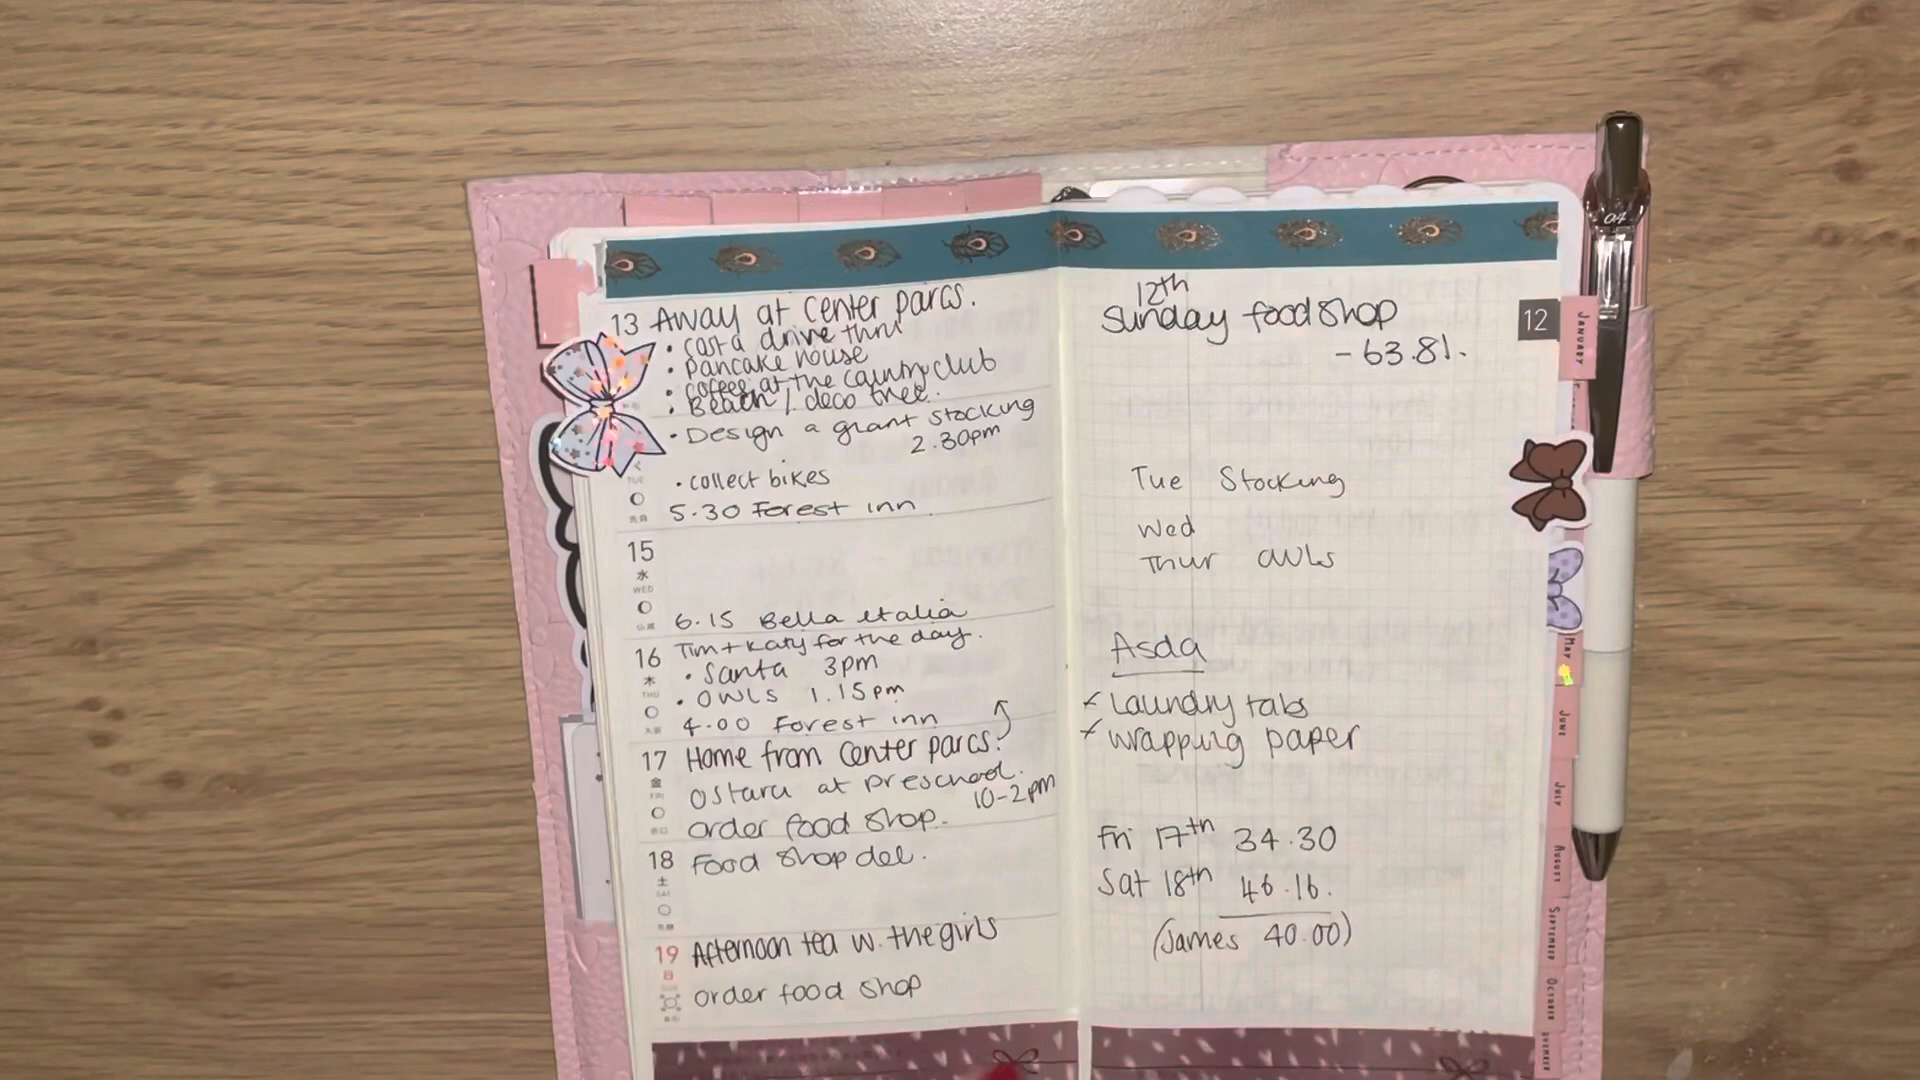 13 Away at center parcs.
• costa drive thru
• pancake house
• coffee at the country club
• Beach / deco tree.
• Design a giant stocking
2.30pm
TUE
• collect bikes
5.30 Forest inn
15
水
WED
6.15 Bella Italia
Tim + Katy for the day.
16
• Santa 3pm
木
THU
• OWLS 1.15pm
4.00 Forest inn
17 Home from center parcs.
金
FRI
Ostara at preschool.
10-2pm
order food shop.
18 Food shop del.
土
SAT
19 Afternoon tea w. the girls
日
SUN
order food shop
12th
Sunday food shop
- 63.81.
12
Tue Stocking
Wed
Thur owls
Asda
laundry tabs
wrapping paper
Fri 17th 34.30
Sat 18th 46.16.
(James 40.00)
04
JANUARY
MAY
JUNE
JULY
AUGUST
SEPTEMBER
OCTOBER